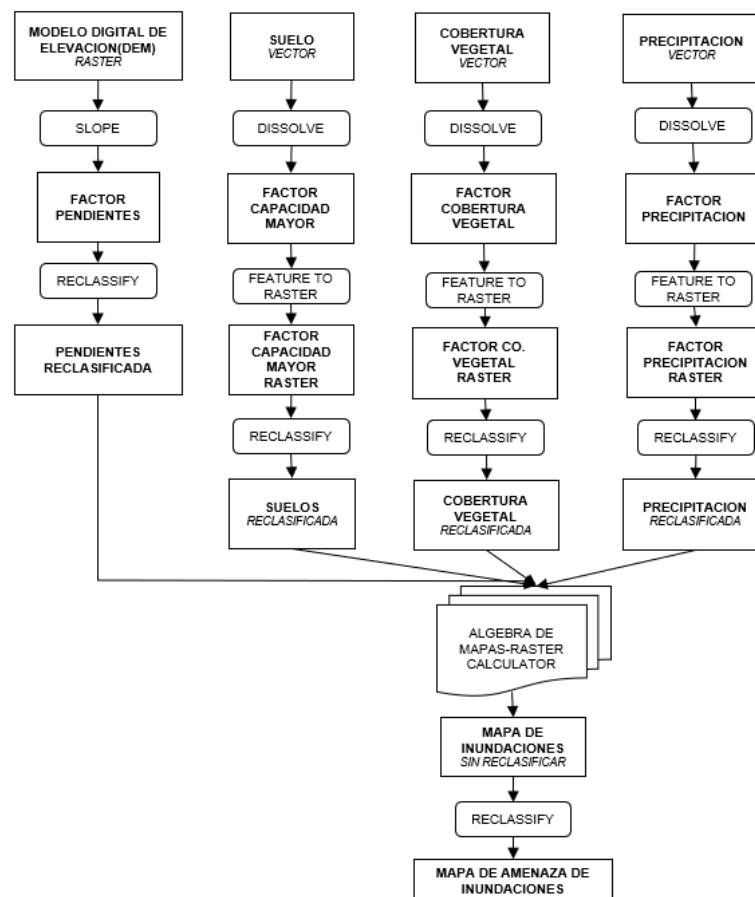 MODELO DIGITAL DE
ELEVACION(DEM)
RASTER
SUELO
VECTOR
COBERTURA
VEGETAL
VECTOR
PRECIPITACION
VECTOR
SLOPE
DISSOLVE
DISSOLVE
DISSOLVE
FACTOR
PENDIENTES
FACTOR
CAPACIDAD
MAYOR
FACTOR
COBERTURA
VEGETAL
FACTOR
PRECIPITACION
RECLASSIFY
FEATURE TO
RASTER
FEATURE TO
RASTER
FEATURE TO
RASTER
PENDIENTES
RECLASIFICADA
FACTOR
CAPACIDAD
MAYOR
RASTER
FACTOR CO.
VEGETAL
RASTER
FACTOR
PRECIPITACION
RASTER
RECLASSIFY
RECLASSIFY
RECLASSIFY
SUELOS
RECLASIFICADA
COBERTURA
VEGETAL
RECLASIFICADA
PRECIPITACION
RECLASIFICADA
ALGEBRA DE
MAPAS-RASTER
CALCULATOR
MAPA DE
INUNDACIONES
SIN RECLASIFICAR
RECLASSIFY
MAPA DE AMENAZA DE
INUNDACIONES